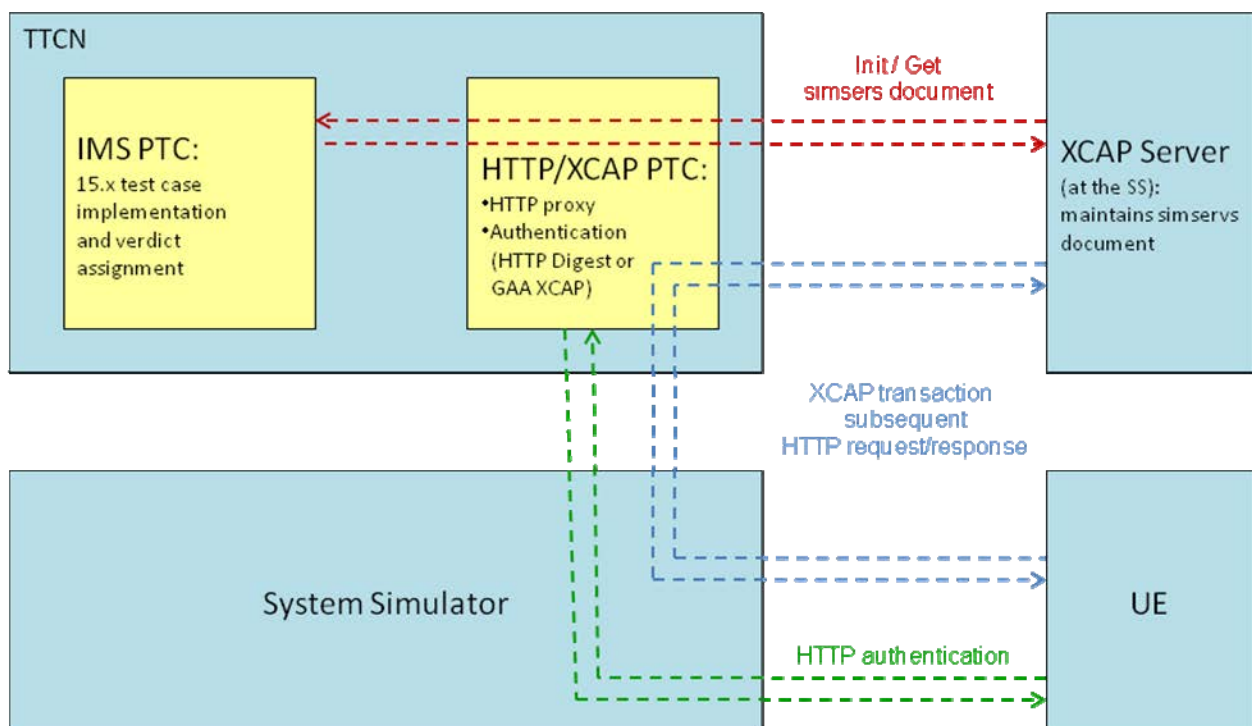 TTCN
IMS PTC:
15.x test case
implementation
and verdict
assignment
HTTP/XCAP PTC:
•HTTP proxy
•Authentication
(HTTP Digest or
GAA XCAP)
Init / Get
simsers document
XCAP Server
(at the SS):
maintains simservs
document
XCAP transaction
subsequent
HTTP request/response
System Simulator
UE
HTTP authentication